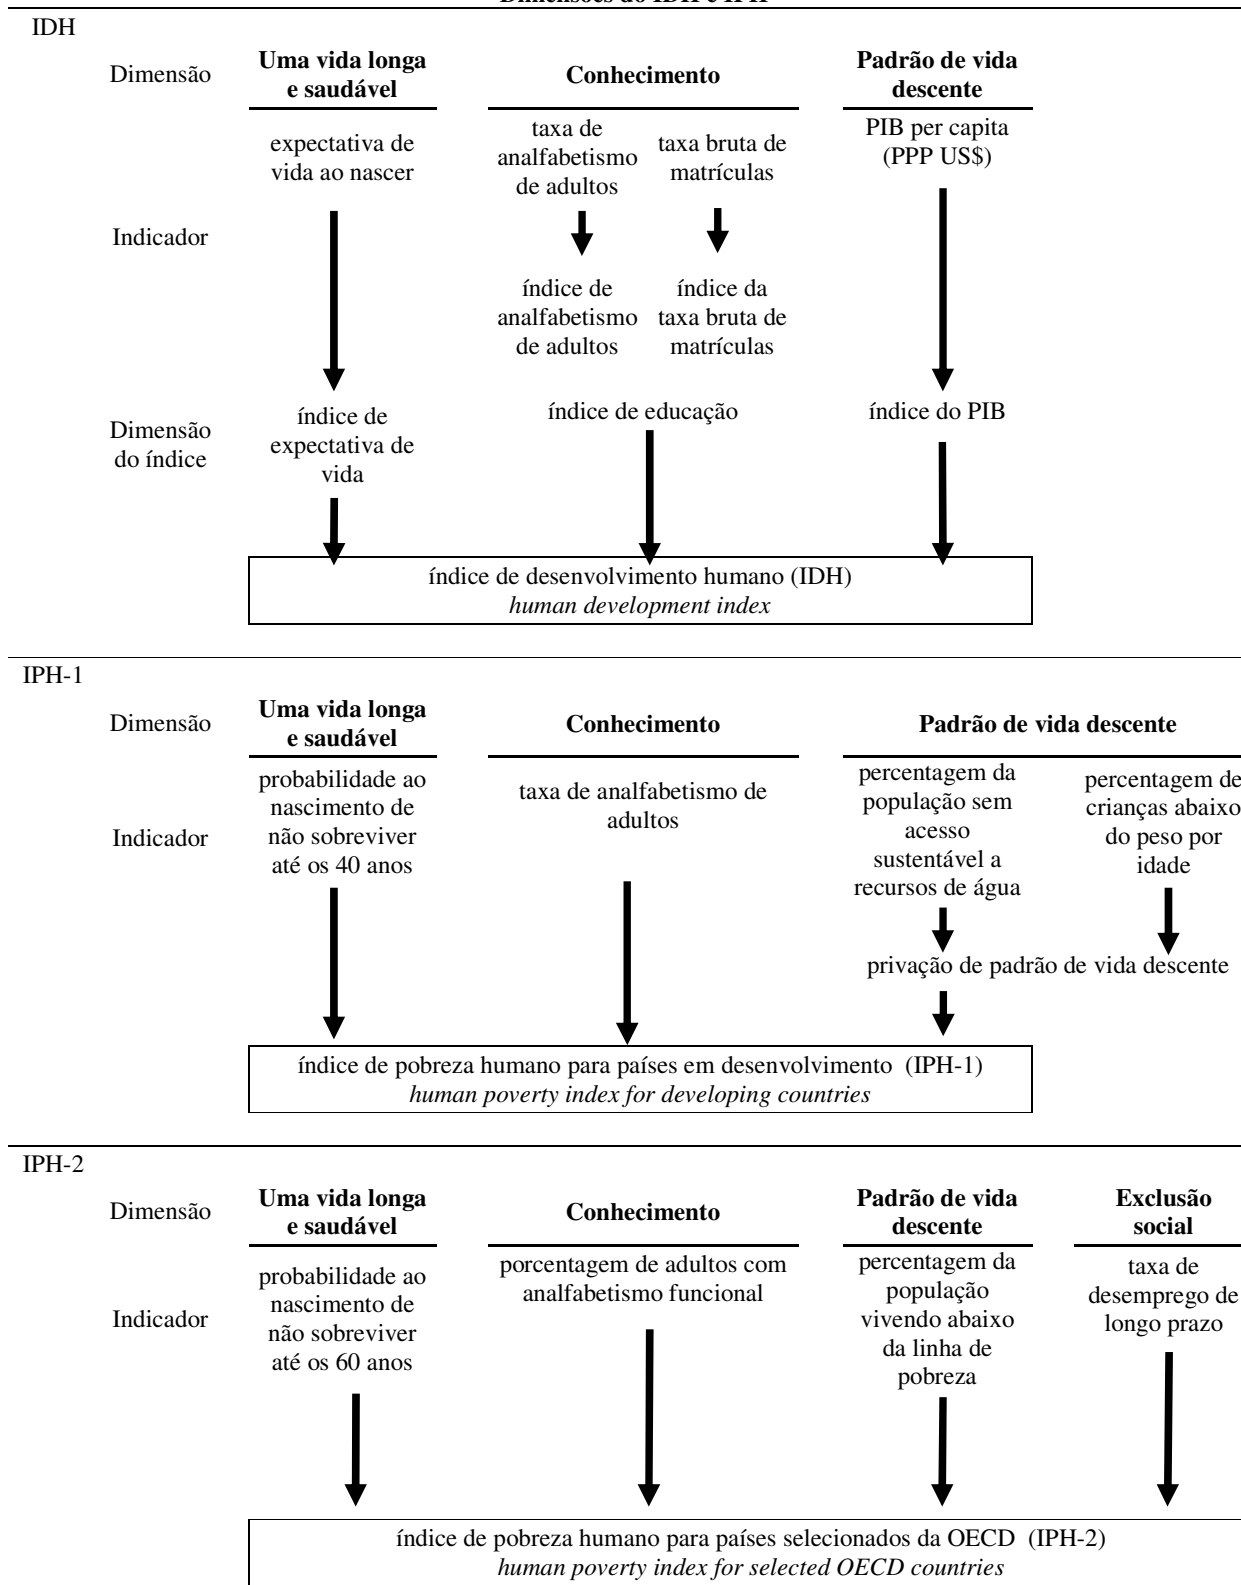 Dimensões do IDH e IPH
IDH
Dimensão
Uma vida longa
e saudável
Conhecimento
Padrão de vida
descente
Indicador
expectativa de
vida ao nascer
taxa de
analfabetismo
de adultos
taxa bruta de
matrículas
PIB per capita
(PPP US$)
índice de
analfabetismo
de adultos
índice da
taxa bruta de
matrículas
Dimensão
do índice
índice de
expectativa de
vida
índice de educação
índice do PIB
índice de desenvolvimento humano (IDH)
human development index
IPH-1
Dimensão
Uma vida longa
e saudável
Conhecimento
Padrão de vida descente
Indicador
probabilidade ao
nascimento de
não sobreviver
até os 40 anos
taxa de analfabetismo de
adultos
percentagem da
população sem
acesso
sustentável a
recursos de água
percentagem de
crianças abaixo
do peso por
idade
privação de padrão de vida descente
índice de pobreza humano para países em desenvolvimento (IPH-1)
human poverty index for developing countries
IPH-2
Dimensão
Uma vida longa
e saudável
Conhecimento
Padrão de vida
descente
Exclusão
social
Indicador
probabilidade ao
nascimento de
não sobreviver
até os 60 anos
porcentagem de adultos com
analfabetismo funcional
percentagem da
população
vivendo abaixo
da linha de
pobreza
taxa de
desemprego de
longo prazo
índice de pobreza humano para países selecionados da OECD (IPH-2)
human poverty index for selected OECD countries